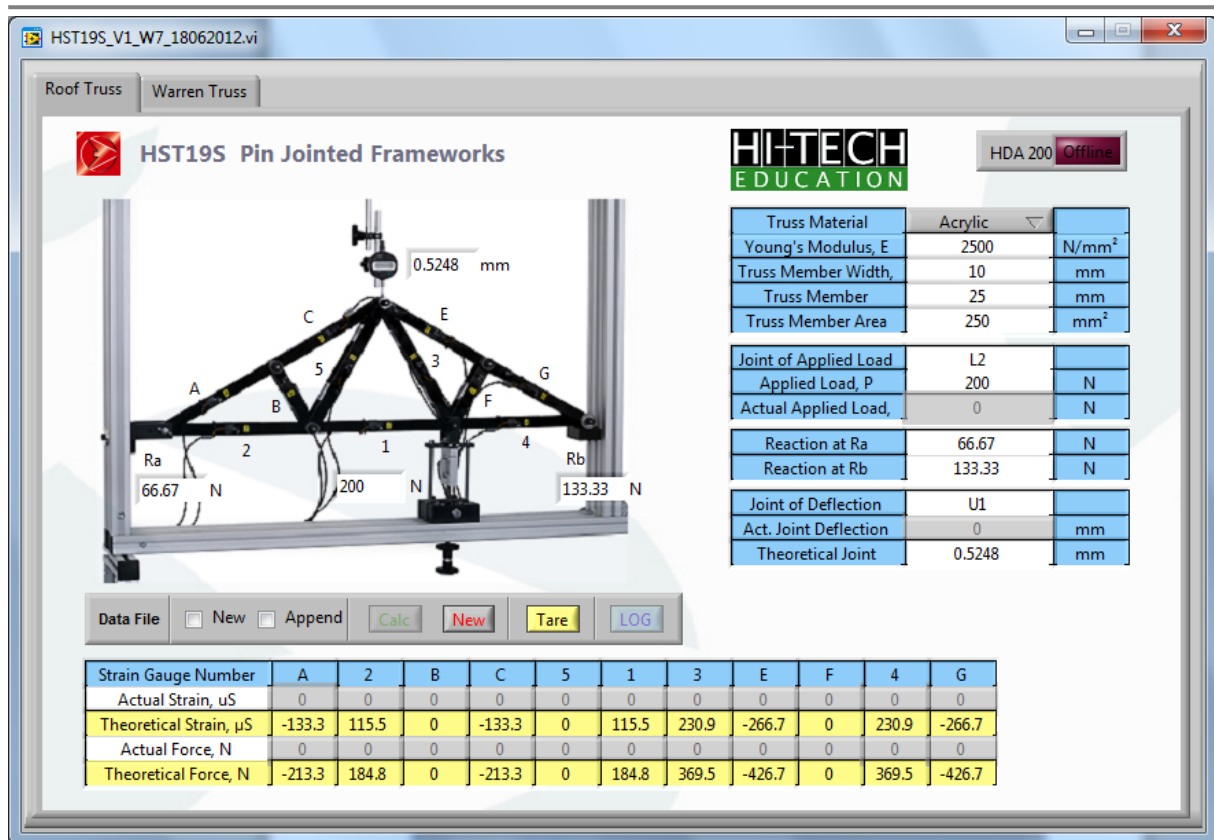 HST19S_V1_W7_18062012.vi
Roof Truss Warren Truss
HST19S Pin Jointed Frameworks
HI-TECH
EDUCATION
HDA 200 Offline
0.5248 mm
C
E
5
3
A
G
B
F
2
1
4
Ra
Rb
66.67 N
200 N
133.33 N
Truss Material Acrylic
Young's Modulus, E 2500 N/mm²
Truss Member Width, 10 mm
Truss Member 25 mm
Truss Member Area 250 mm²
Joint of Applied Load L2
Applied Load, P 200 N
Actual Applied Load, 0 N
Reaction at Ra 66.67 N
Reaction at Rb 133.33 N
Joint of Deflection U1
Act. Joint Deflection 0 mm
Theoretical Joint 0.5248 mm
Data File New Append Calc New Tare LOG
Strain Gauge Number A 2 B C 5 1 3 E F 4 G
Actual Strain, uS 0 0 0 0 0 0 0 0 0 0 0
Theoretical Strain, µS -133.3 115.5 0 -133.3 0 115.5 230.9 -266.7 0 230.9 -266.7
Actual Force, N 0 0 0 0 0 0 0 0 0 0 0
Theoretical Force, N -213.3 184.8 0 -213.3 0 184.8 369.5 -426.7 0 369.5 -426.7